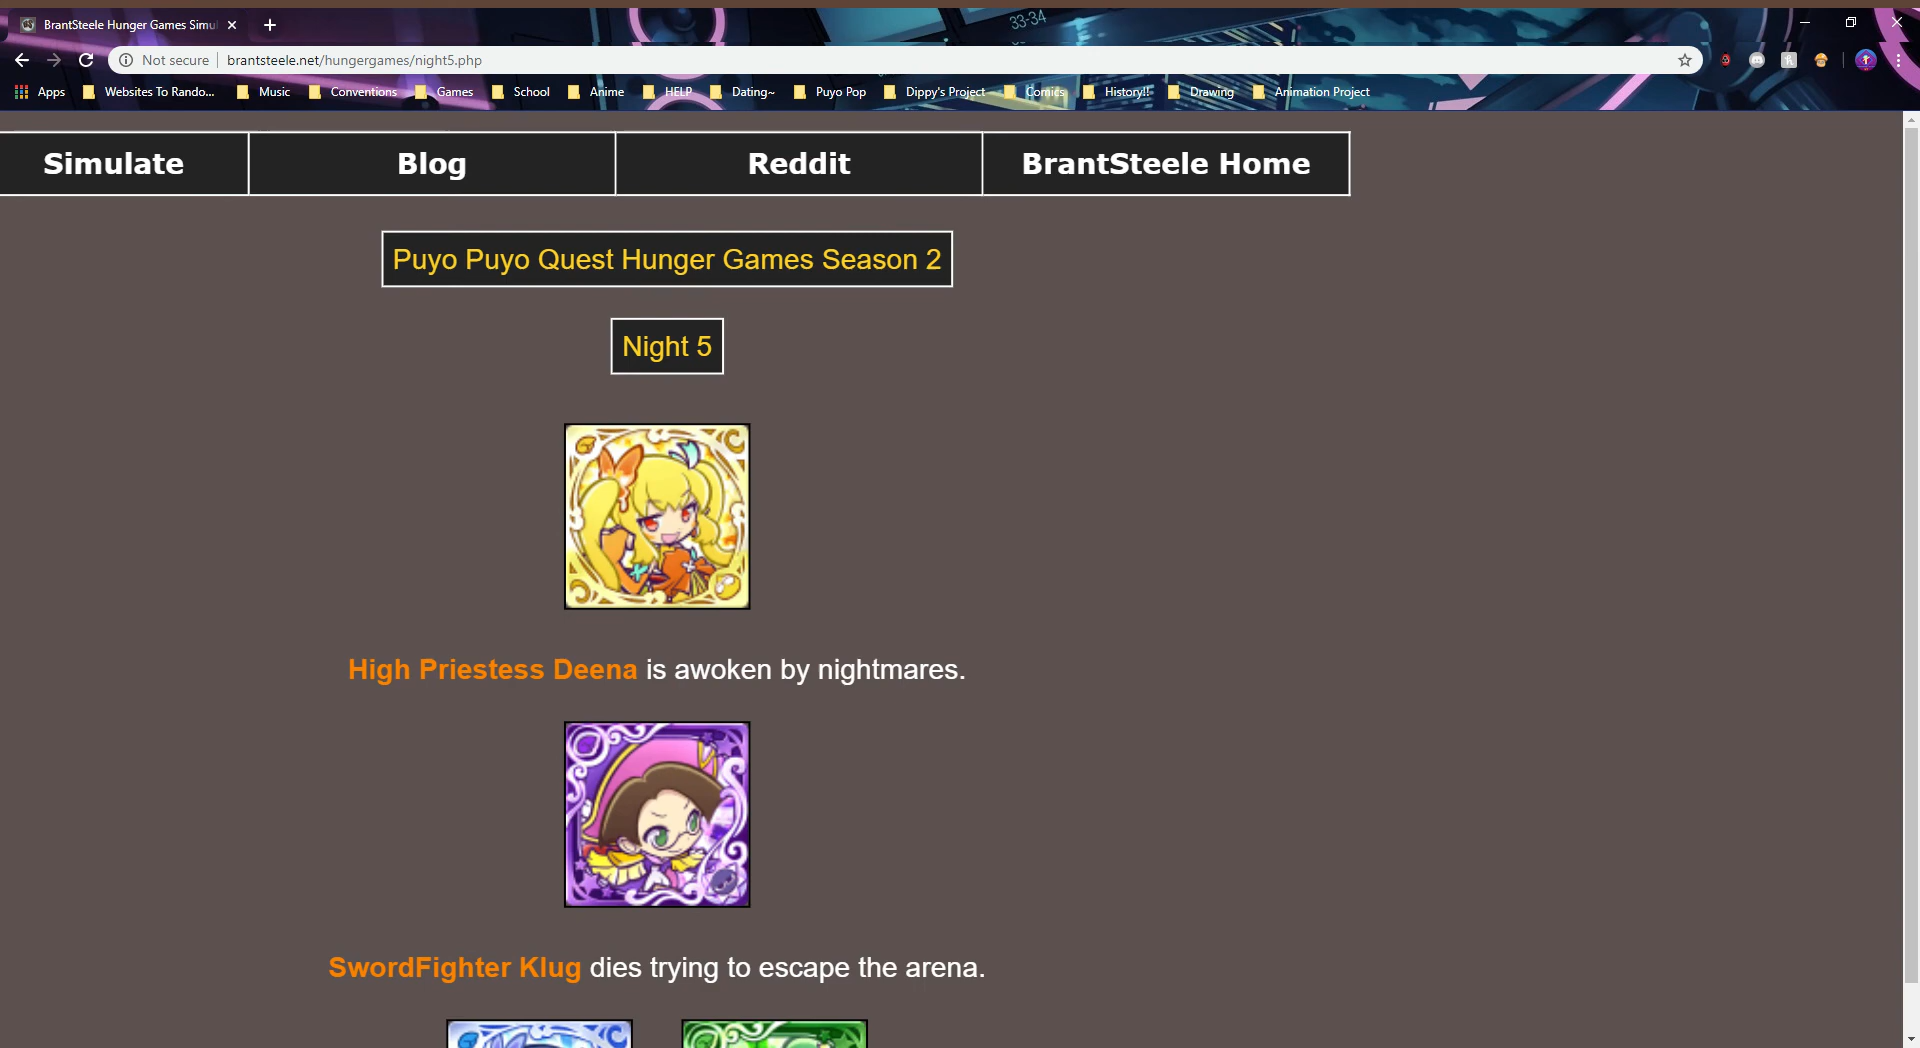 33-34
BrantSteele Hunger Games Simul
Not secure
brantsteele.net/hungergames/night5.php
Apps
Websites To Rando...
Music
Conventions
Games
School
Anime
HELP
Dating~
Puyo Pop
Dippy's Project
Comics
History!!
Drawing
Animation Project
Simulate
Blog
Reddit
BrantSteele Home
Puyo Puyo Quest Hunger Games Season 2
Night 5
High Priestess Deena is awoken by nightmares.
SwordFighter Klug dies trying to escape the arena.